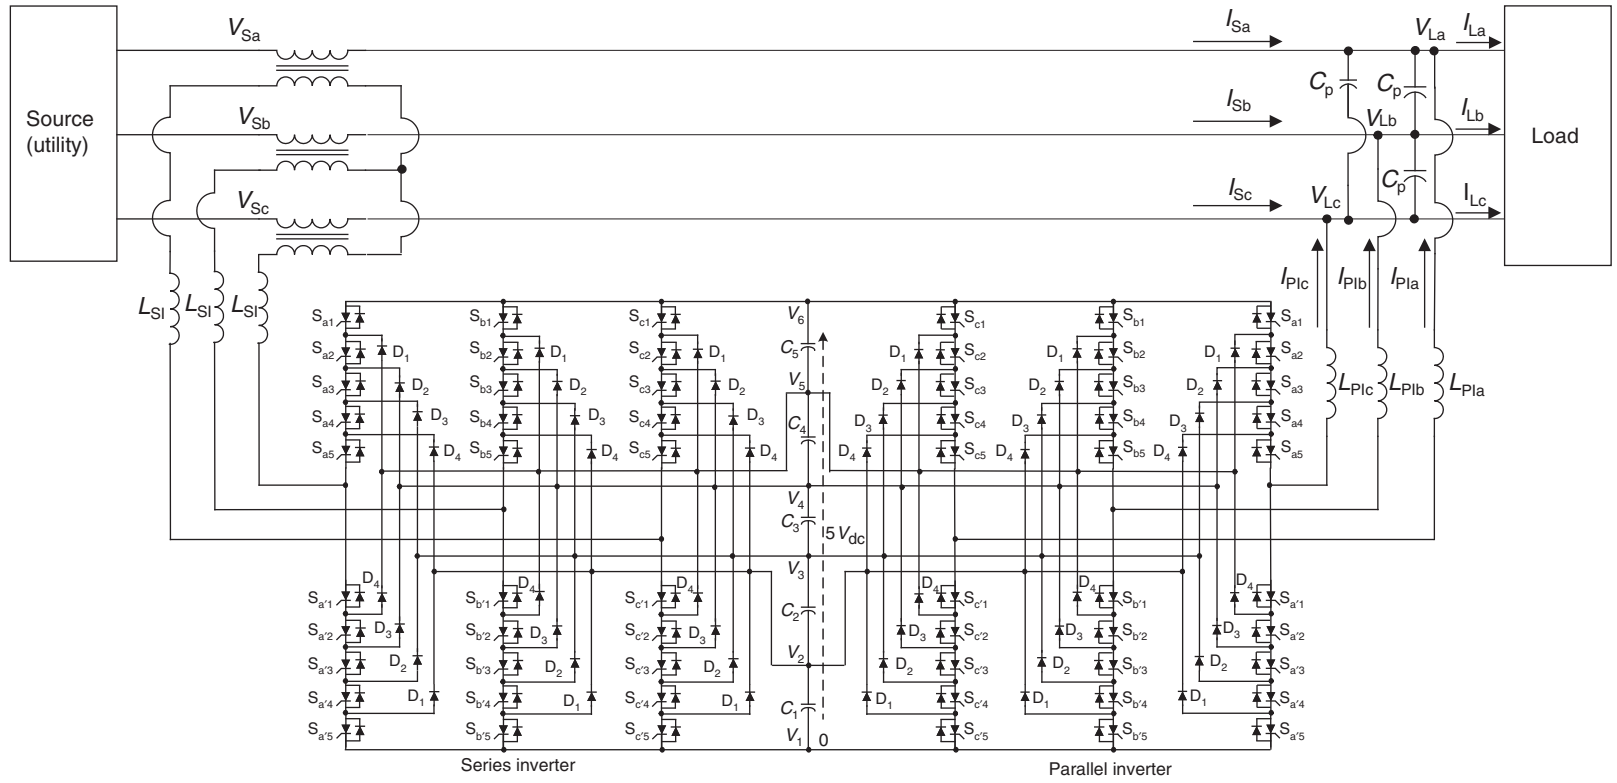 V_Sa
I_Sa
V_La
I_La
Source
(utility)
C_p
C_p
V_Sb
I_Sb
V_Lb
I_Lb
Load
V_Sc
I_Sc
V_Lc
C_p
I_Lc
L_SI
L_SI
L_SI
I_PIc
I_PIb
I_PIa
L_PIc
L_PIb
L_PIa
S_a1
S_a2
S_a3
S_a4
S_a5
D_1
D_2
D_3
D_4
S_b1
S_b2
S_b3
S_b4
S_b5
D_1
D_2
D_3
D_4
S_c1
S_c2
S_c3
S_c4
S_c5
D_1
D_2
D_3
D_4
V_6
C_5
V_5
C_4
V_4
C_3
5 V_dc
V_3
C_2
V_2
C_1
V_1
0
D_1
D_2
D_3
D_4
S_c1
S_c2
S_c3
S_c4
S_c5
D_1
D_2
D_3
D_4
S_b1
S_b2
S_b3
S_b4
S_b5
D_1
D_2
D_3
D_4
S_a1
S_a2
S_a3
S_a4
S_a5
S_a'1
S_a'2
S_a'3
S_a'4
S_a'5
D_4
D_3
D_2
D_1
S_b'1
S_b'2
S_b'3
S_b'4
S_b'5
D_4
D_3
D_2
D_1
S_c'1
S_c'2
S_c'3
S_c'4
S_c'5
D_4
D_3
D_2
D_1
D_4
D_3
D_2
D_1
S_c'1
S_c'2
S_c'3
S_c'4
S_c'5
D_4
D_3
D_2
D_1
S_b'1
S_b'2
S_b'3
S_b'4
S_b'5
D_4
D_3
D_2
D_1
S_a'1
S_a'2
S_a'3
S_a'4
S_a'5
Series inverter
Parallel inverter